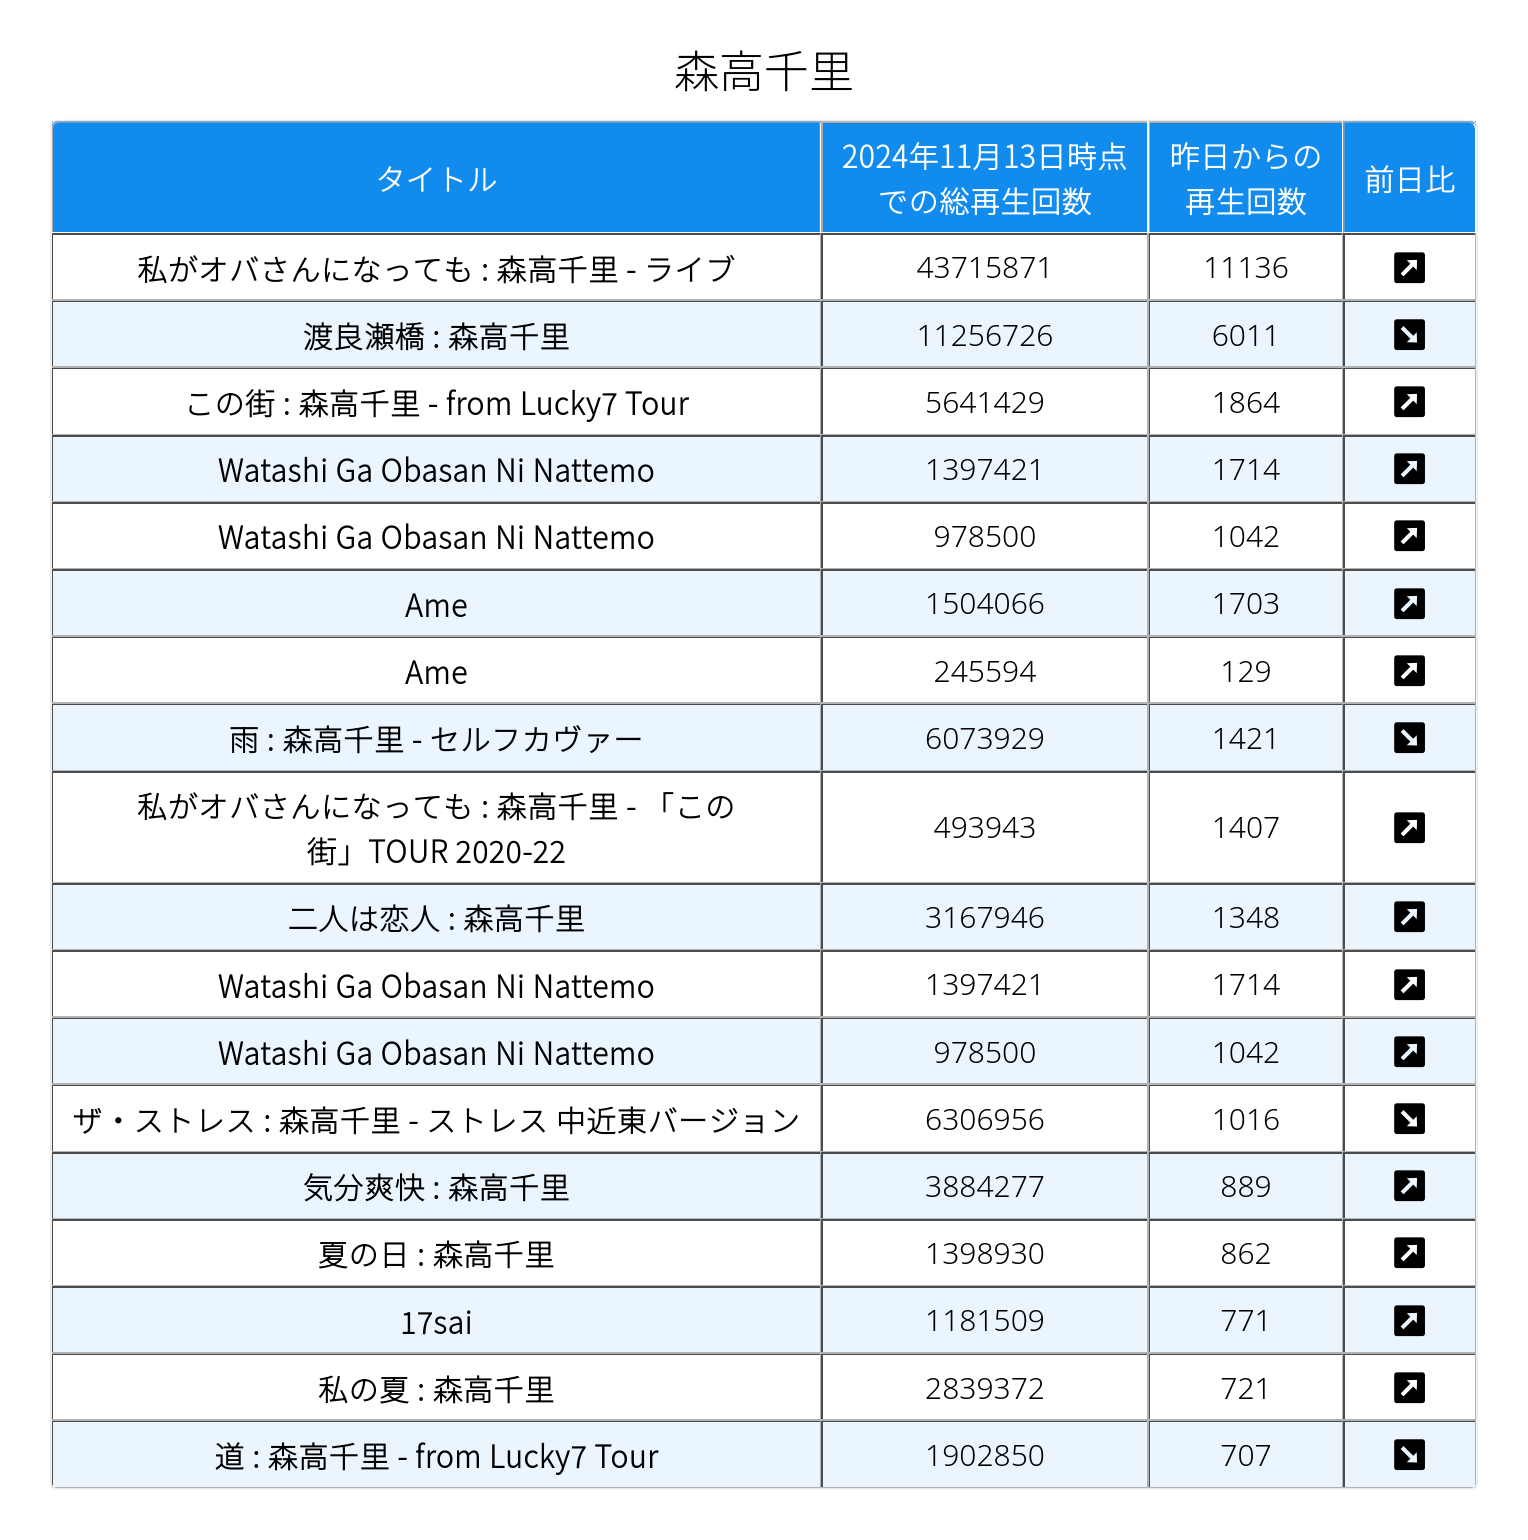 森高千里
タイトル 2024年11月13日時点での総再生回数 昨日からの再生回数 前日比
私がオバさんになっても : 森高千里 - ライブ 43715871 11136 ↗
渡良瀬橋 : 森高千里 11256726 6011 ↘
この街 : 森高千里 - from Lucky7 Tour 5641429 1864 ↗
Watashi Ga Obasan Ni Nattemo 1397421 1714 ↗
Watashi Ga Obasan Ni Nattemo 978500 1042 ↗
Ame 1504066 1703 ↗
Ame 245594 129 ↗
雨 : 森高千里 - セルフカヴァー 6073929 1421 ↘
私がオバさんになっても : 森高千里 - 「この街」TOUR 2020-22 493943 1407 ↗
二人は恋人 : 森高千里 3167946 1348 ↗
Watashi Ga Obasan Ni Nattemo 1397421 1714 ↗
Watashi Ga Obasan Ni Nattemo 978500 1042 ↗
ザ・ストレス : 森高千里 - ストレス 中近東バージョン 6306956 1016 ↘
気分爽快 : 森高千里 3884277 889 ↗
夏の日 : 森高千里 1398930 862 ↗
17sai 1181509 771 ↗
私の夏 : 森高千里 2839372 721 ↗
道 : 森高千里 - from Lucky7 Tour 1902850 707 ↘